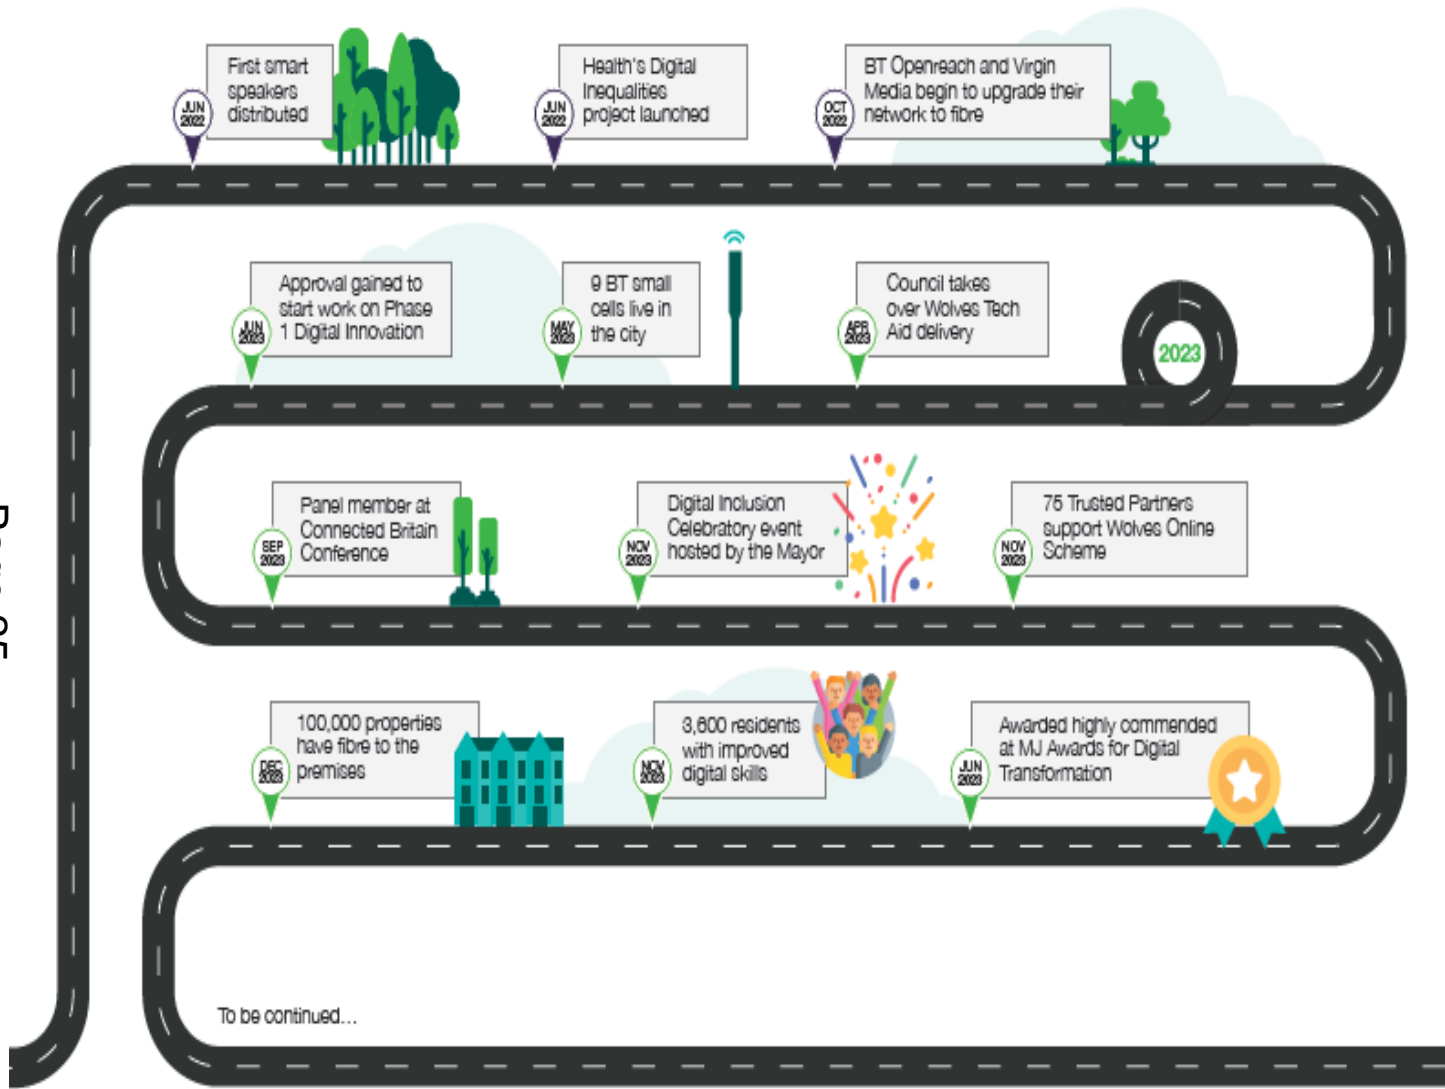 JUN
2022
First smart
speakers
distributed
JUN
2022
Health's Digital
Inequalities
project launched
OCT
2022
BT Openreach and Virgin
Media begin to upgrade their
network to fibre
JUN
2023
Approval gained to
start work on Phase
1 Digital Innovation
MAY
2023
9 BT small
cells live in
the city
APR
2023
Council takes
over Wolves Tech
Aid delivery
2023
SEP
2023
Panel member at
Connected Britain
Conference
NOV
2023
Digital Inclusion
Celebratory event
hosted by the Mayor
NOV
2023
75 Trusted Partners
support Wolves Online
Scheme
DEC
2023
100,000 properties
have fibre to the
premises
NOV
2023
3,600 residents
with improved
digital skills
JUN
2023
Awarded highly commended
at MJ Awards for Digital
Transformation
To be continued...